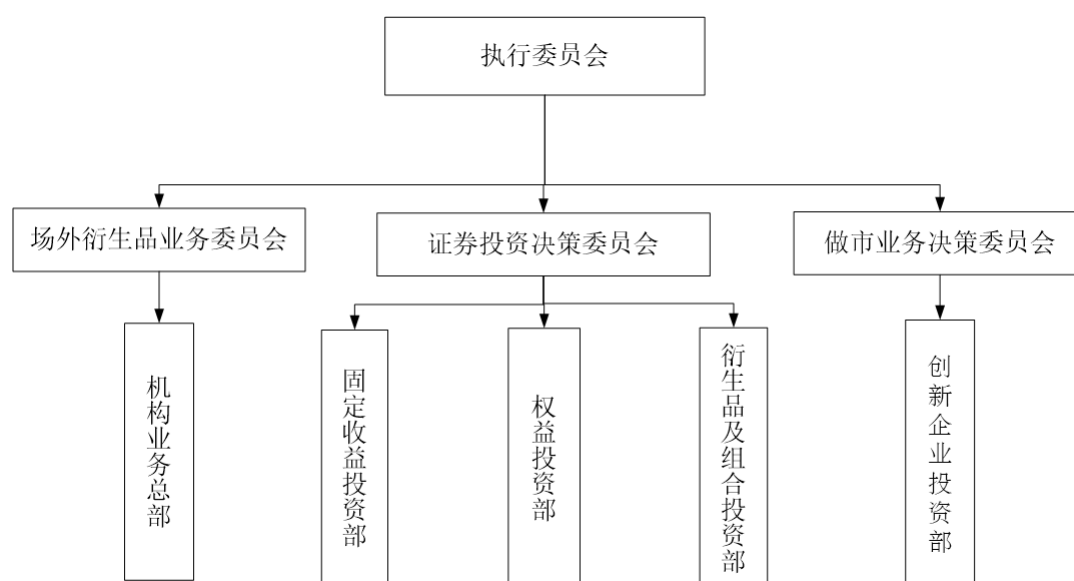 执行委员会
场外衍生品业务委员会
证券投资决策委员会
做市业务决策委员会
机构业务总部
固定收益投资部
权益投资部
衍生品及组合投资部
创新企业投资部